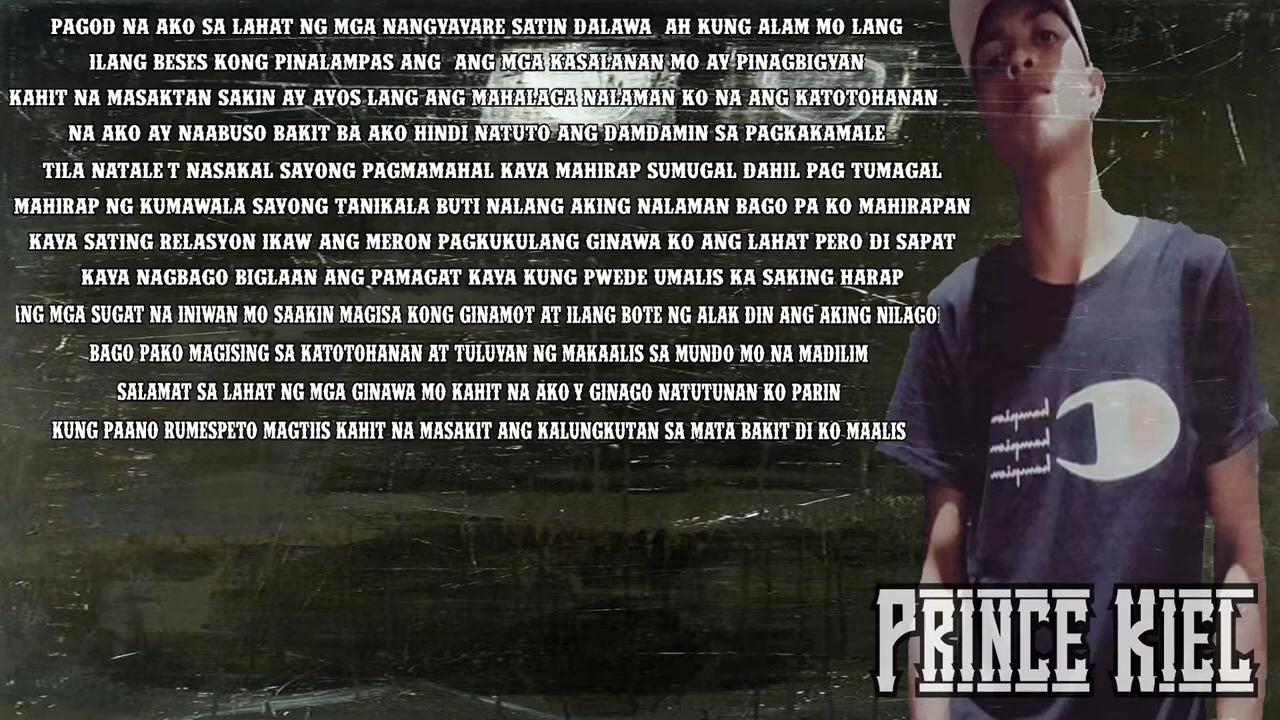 PAGOD NA AKO SA LAHAT NG MGA NANGYAYARE SATIN DALAWA AH KUNG ALAM MO LANG
ILANG BESES KONG PINALAMPAS ANG ANG MGA KASALANAN MO AY PINAGBIGYAN
KAHIT NA MASAKTAN SAKIN AY AYOS LANG ANG MAHALAGA NALAMAN KO NA ANG KATOTOHANAN
NA AKO AY NAABUSO BAKIT BA AKO HINDI NATUTO ANG DAMDAMIN SA PAGKAKAMALE
TILA NATALE T NASAKAL SAYONG PAGMAMAHAL KAYA MAHIRAP SUMUGAL DAHIL PAG TUMAGAL
MAHIRAP NG KUMAWALA SAYONG TANIKALA BUTI NALANG AKING NALAMAN BAGO PA KO MAHIRAPAN
KAYA SATING RELASYON IKAW ANG MERON PAGKUKULANG GINAWA KO ANG LAHAT PERO DI SAPAT
KAYA NAGBAGO BIGLAAN ANG PAMAGAT KAYA KUNG PWEDE UMALIS KA SAKING HARAP
NG MGA SUGAT NA INIWAN MO SAAKIN MAGISA KONG GINAMOT AT ILANG BOTE NG ALAK DIN ANG AKING NILAGO
BAGO PAKO MAGISING SA KATOTOHANAN AT TULUYAN NG MAKAALIS SA MUNDO MO NA MADILIM
SALAMAT SA LAHAT NG MGA GINAWA MO KAHIT NA AKO Y GINAGO NATUTUNAN KO PARIN
KUNG PAANO RUMESPETO MAGTIIS KAHIT NA MASAKIT ANG KALUNGKUTAN SA MATA BAKIT DI KO MAALIS
hampion
hampion
hampion
PRINCE KIEL